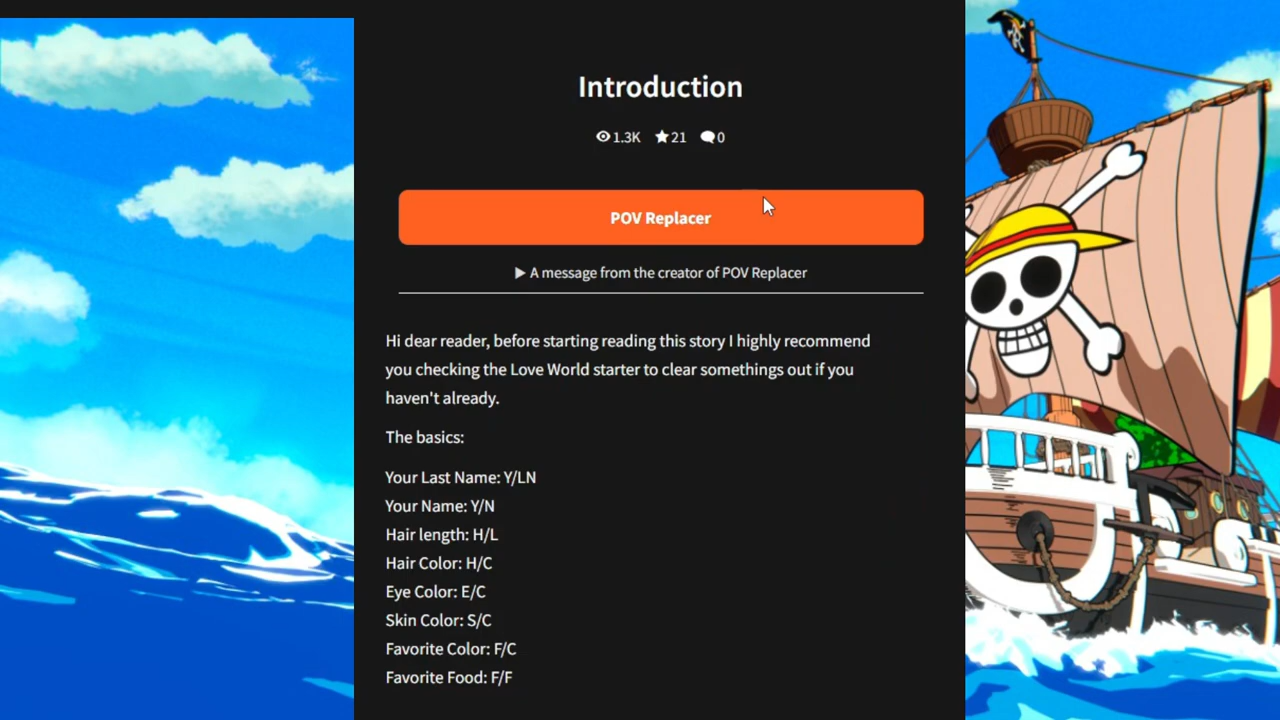 Introduction
1.3K 21 0
POV Replacer
A message from the creator of POV Replacer
Hi dear reader, before starting reading this story I highly recommend
you checking the Love World starter to clear somethings out if you
haven't already.
The basics:
Your Last Name: Y/LN
Your Name: Y/N
Hair length: H/L
Hair Color: H/C
Eye Color: E/C
Skin Color: S/C
Favorite Color: F/C
Favorite Food: F/F